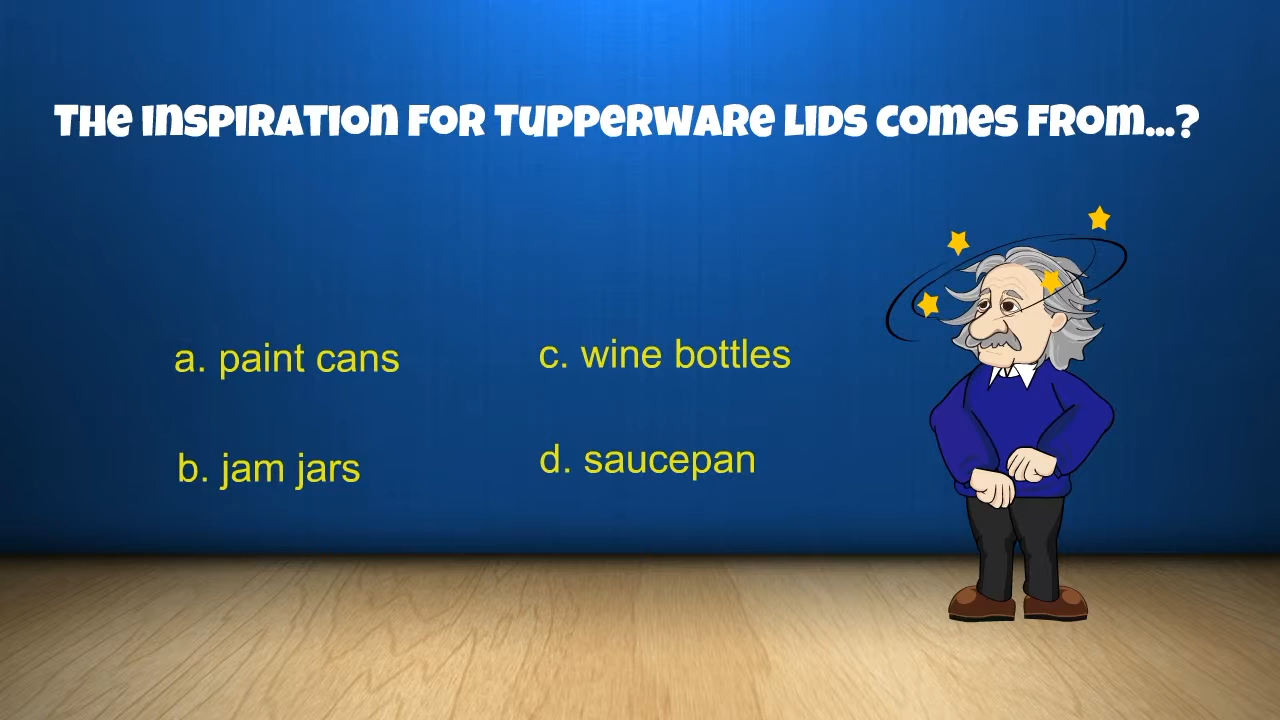 The inspiration for Tupperware lids comes from...?
a. paint cans
c. wine bottles
b. jam jars
d. saucepan